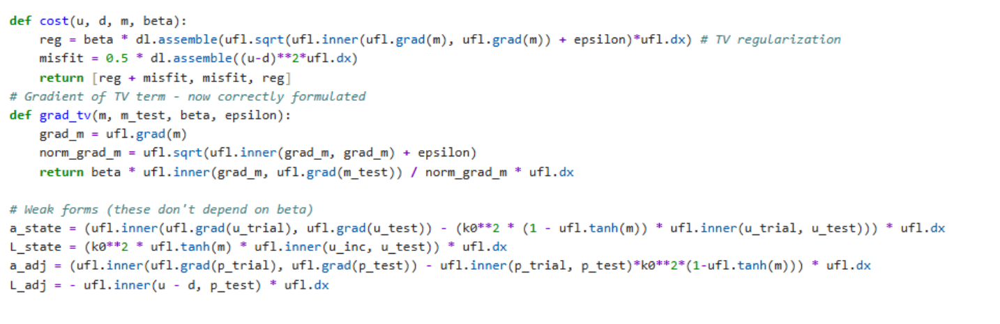 def cost(u, d, m, beta):
    reg = beta * dl.assemble(ufl.sqrt(ufl.inner(ufl.grad(m), ufl.grad(m)) + epsilon)*ufl.dx) # TV regularization
    misfit = 0.5 * dl.assemble((u-d)**2*ufl.dx)
    return [reg + misfit, misfit, reg]
# Gradient of TV term - now correctly formulated
def grad_tv(m, m_test, beta, epsilon):
    grad_m = ufl.grad(m)
    norm_grad_m = ufl.sqrt(ufl.inner(grad_m, grad_m) + epsilon)
    return beta * ufl.inner(grad_m, ufl.grad(m_test)) / norm_grad_m * ufl.dx

# Weak forms (these don't depend on beta)
a_state = (ufl.inner(ufl.grad(u_trial), ufl.grad(u_test)) - (k0**2 * (1 - ufl.tanh(m)) * ufl.inner(u_trial, u_test))) * ufl.dx
L_state = (k0**2 * ufl.tanh(m) * ufl.inner(u_inc, u_test)) * ufl.dx
a_adj = (ufl.inner(ufl.grad(p_trial), ufl.grad(p_test)) - ufl.inner(p_trial, p_test)*k0**2*(1-ufl.tanh(m))) * ufl.dx
L_adj = - ufl.inner(u - d, p_test) * ufl.dx